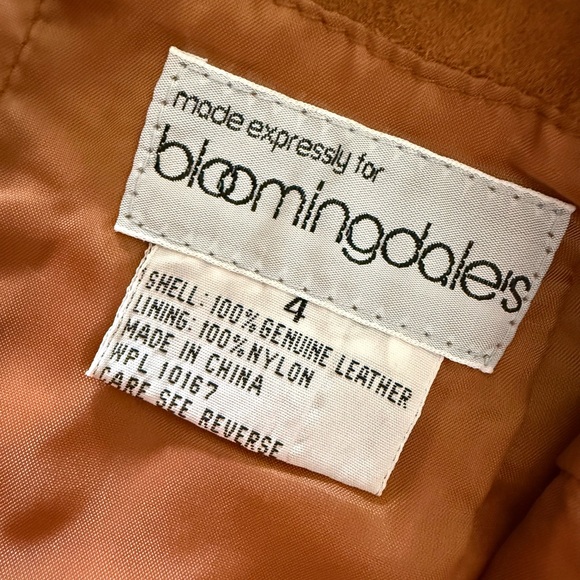 made expressly for
bloomingdale's
4
SHELL: 100% GENUINE LEATHER
LINING: 100% NYLON
MADE IN CHINA
WPL 10167
CARE SEE REVERSE